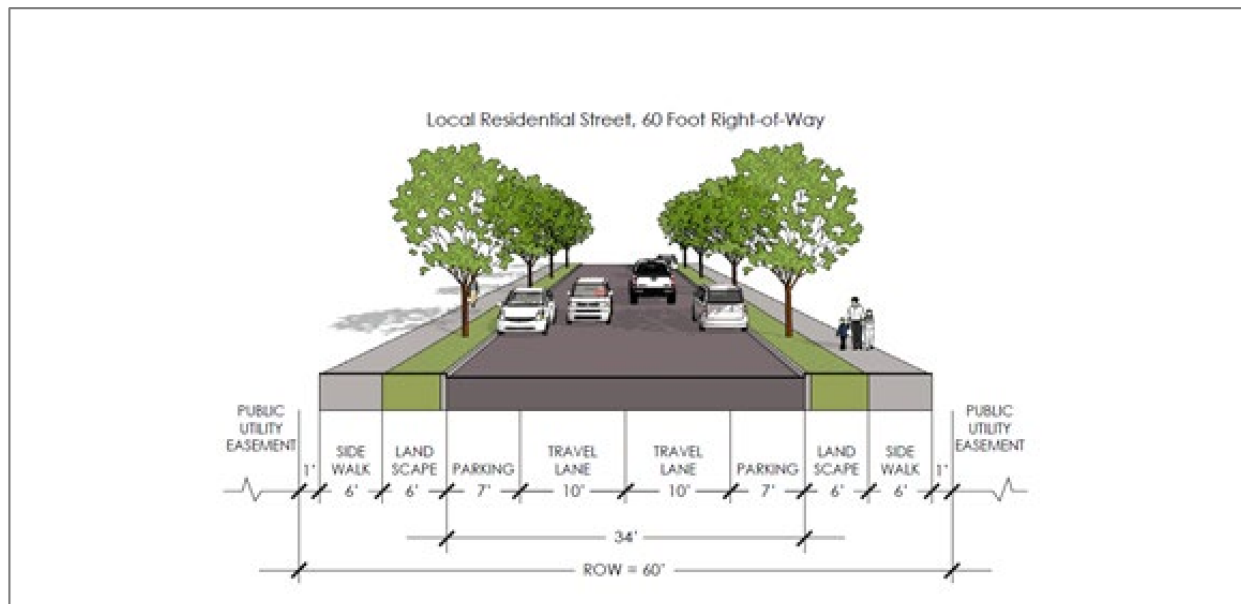 Local Residential Street, 60 Foot Right-of-Way
PUBLIC
UTILITY
EASEMENT
1'
SIDE
WALK
6'
LAND
SCAPE
6'
PARKING
7'
TRAVEL
LANE
10'
TRAVEL
LANE
10'
PARKING
7'
LAND
SCAPE
6'
SIDE
WALK
6'
1'
PUBLIC
UTILITY
EASEMENT
34'
ROW = 60'